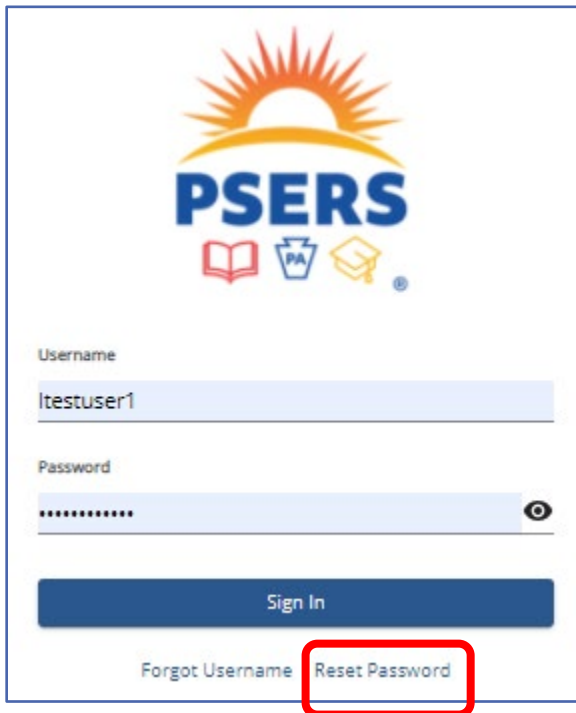 PSERS
PA
®
Username
ltestuser1
Password
••••••••••••
Sign In
Forgot Username Reset Password